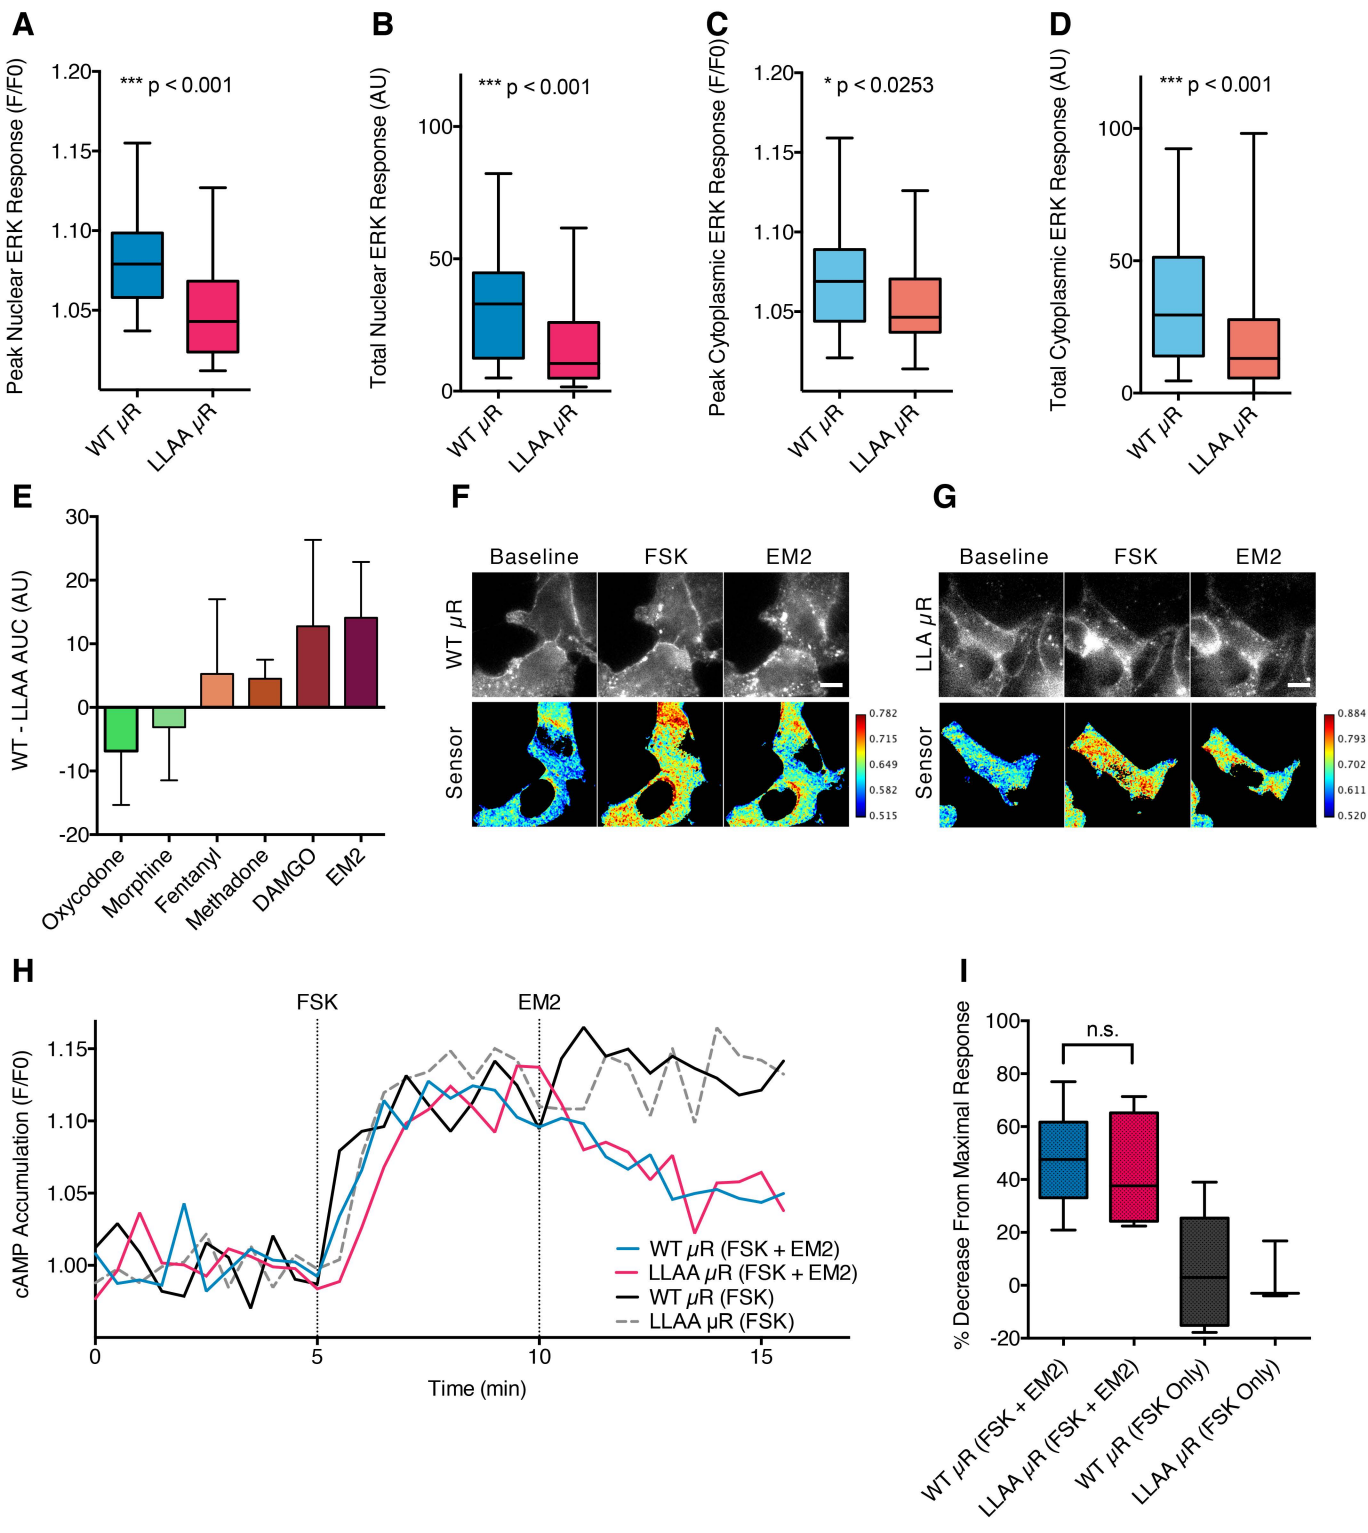 A
Peak Nuclear ERK Response (F/F0)
1.20
1.15
1.10
1.05
*** p < 0.001
WT µR
LLAA µR
B
Total Nuclear ERK Response (AU)
100
50
0
*** p < 0.001
WT µR
LLAA µR
C
Peak Cytoplasmic ERK Response (F/F0)
1.20
1.15
1.10
1.05
* p < 0.0253
WT µR
LLAA µR
D
Total Cytoplasmic ERK Response (AU)
100
50
0
*** p < 0.001
WT µR
LLAA µR
E
WT - LLAA AUC (AU)
30
20
10
0
-10
-20
Oxycodone
Morphine
Fentanyl
Methadone
DAMGO
EM2
F
Baseline FSK EM2
WT µR
Sensor
0.782
0.715
0.649
0.582
0.515
G
Baseline FSK EM2
LLA µR
Sensor
0.884
0.793
0.702
0.611
0.520
H
FSK EM2
cAMP Accumulation (F/F0)
1.15
1.10
1.05
1.00
WT µR (FSK + EM2)
LLAA µR (FSK + EM2)
WT µR (FSK)
LLAA µR (FSK)
0 5 10 15
Time (min)
I
% Decrease From Maximal Response
100
80
60
40
20
0
-20
n.s.
WT µR (FSK + EM2)
LLAA µR (FSK + EM2)
WT µR (FSK Only)
LLAA µR (FSK Only)